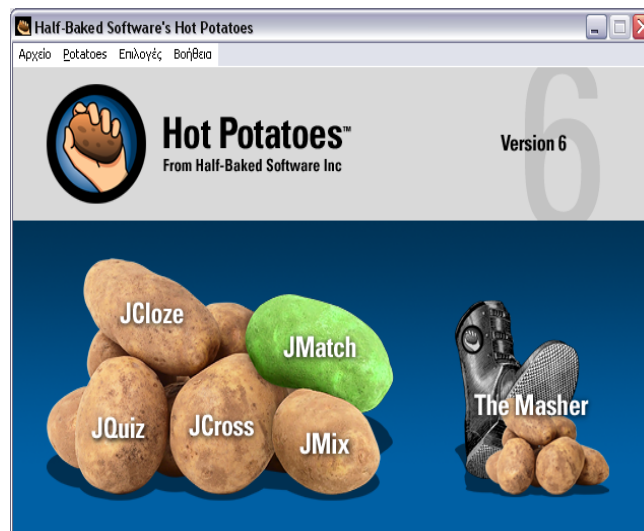 Half-Baked Software's Hot Potatoes
Αρχείο Potatoes Επιλογές Βοήθεια
Hot Potatoes™
From Half-Baked Software Inc
6
Version 6
JCloze
JMatch
JQuiz
JCross
JMix
The Masher